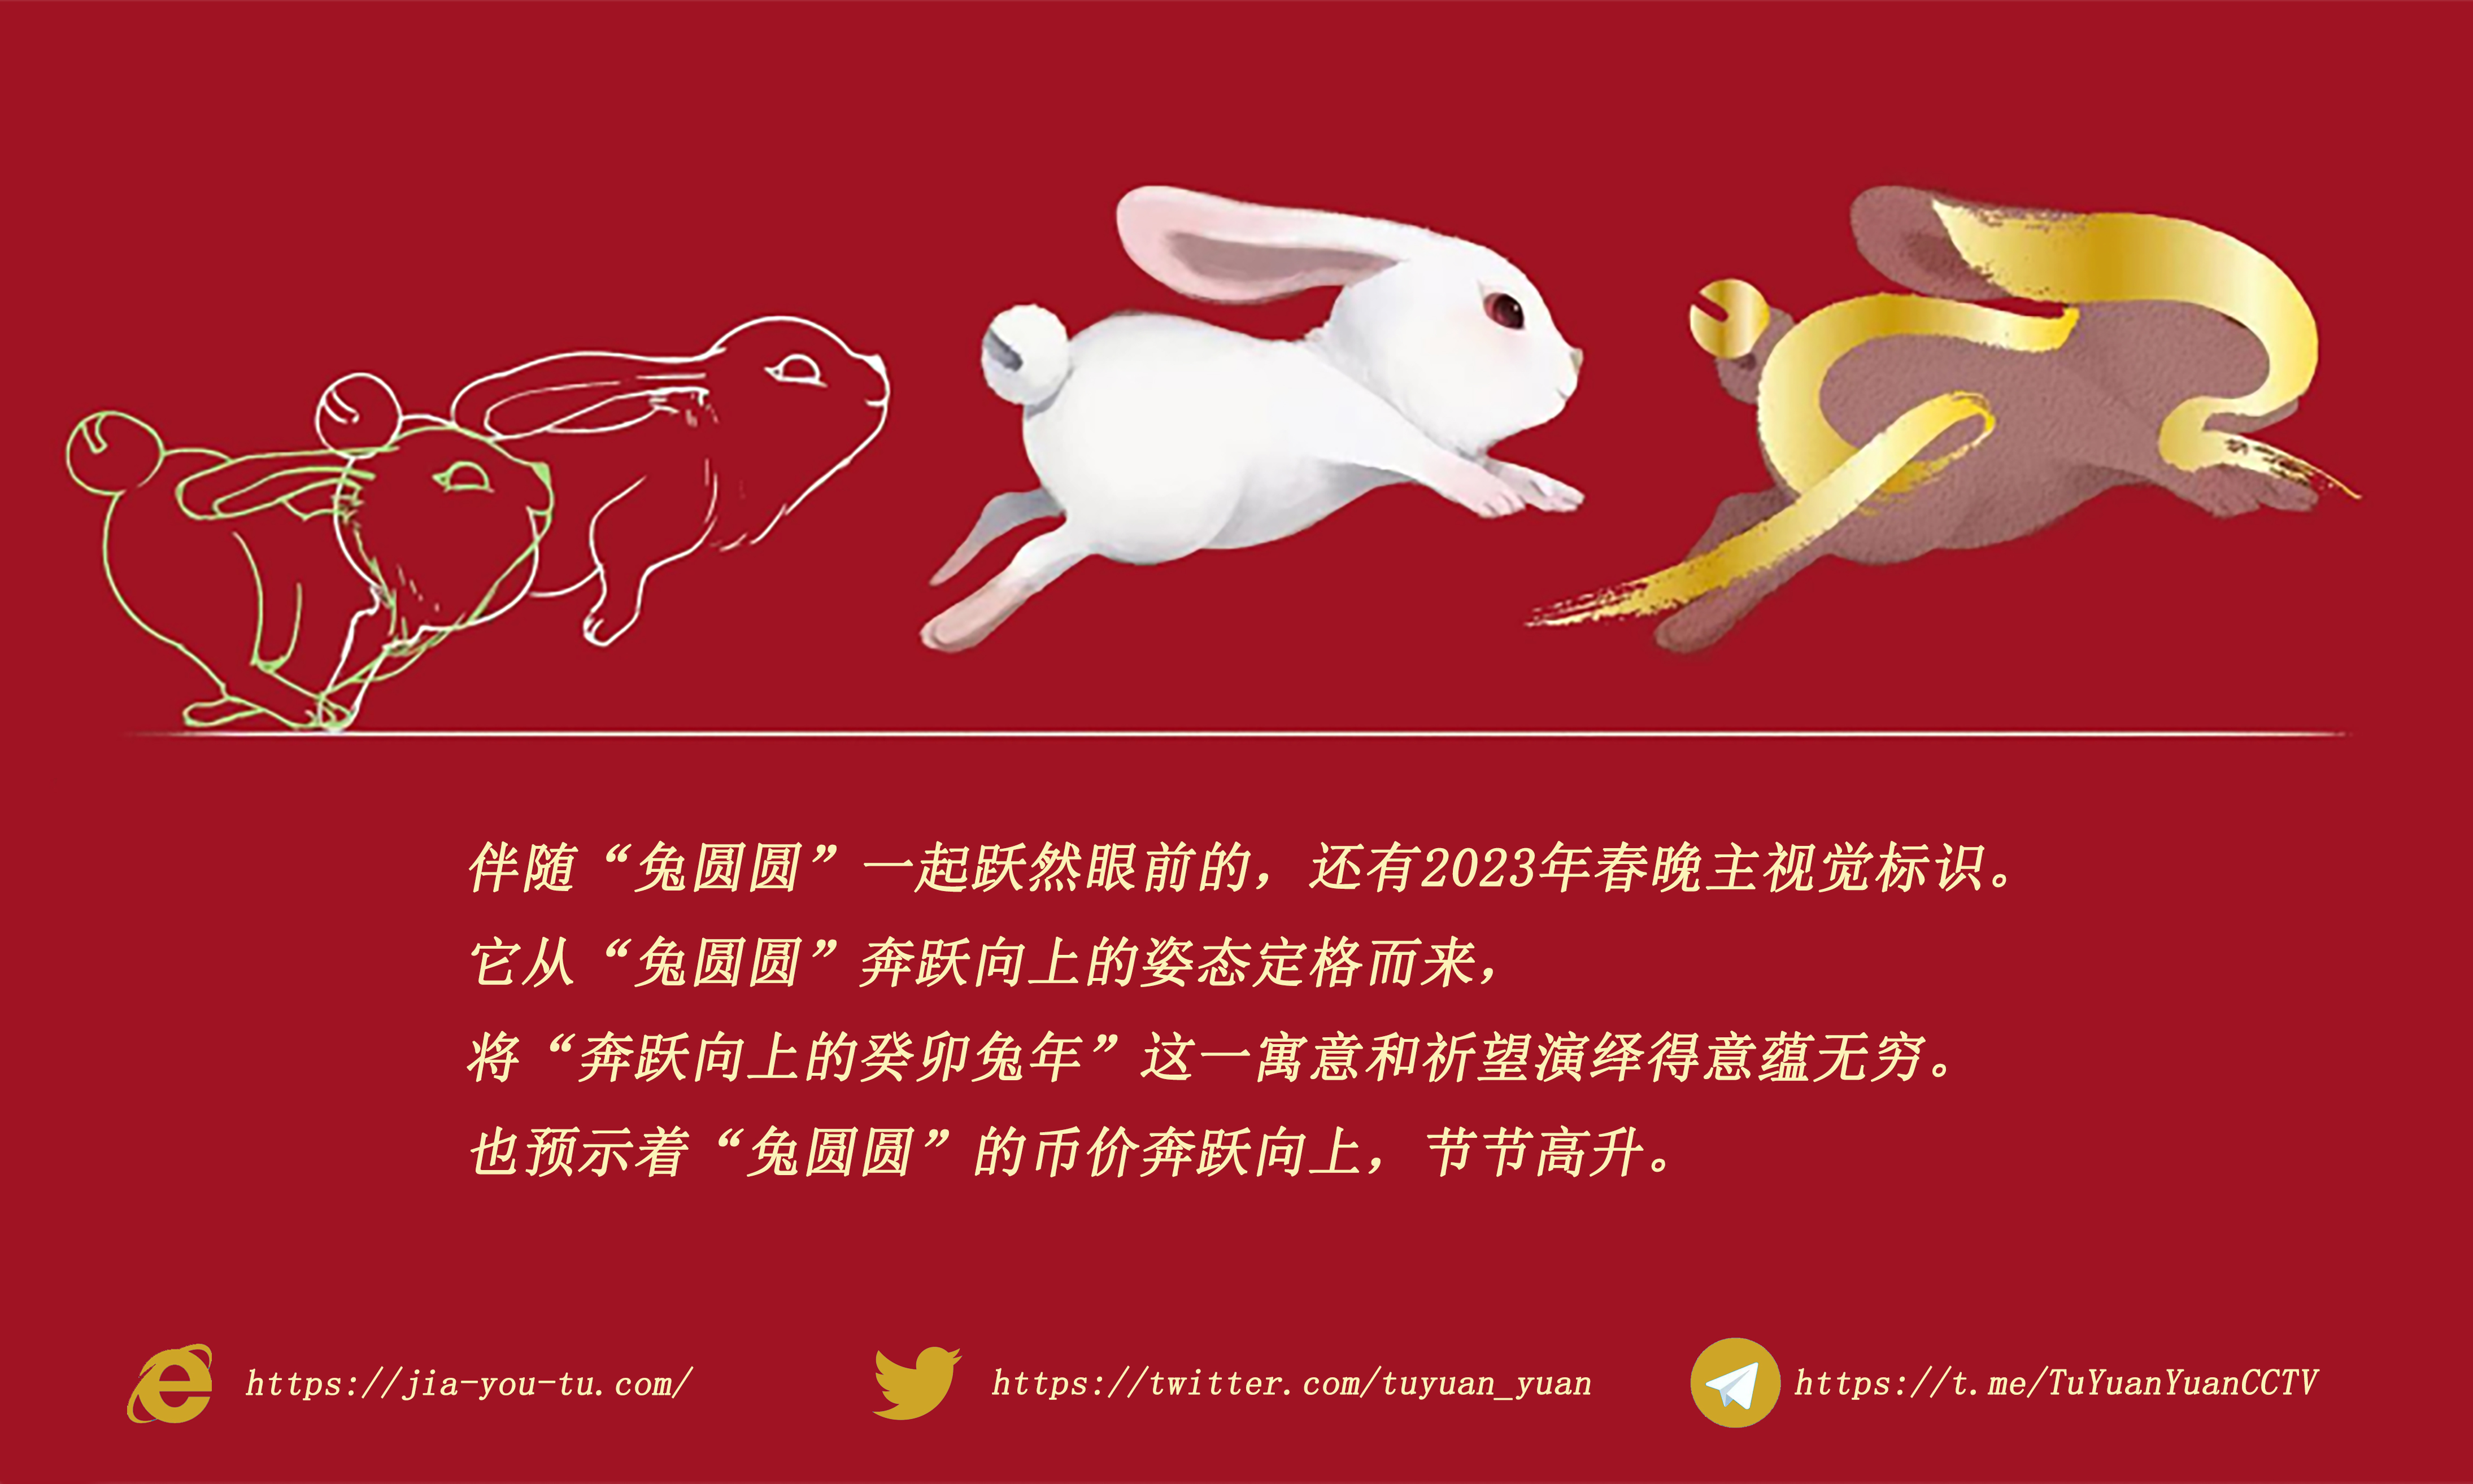 伴随“兔圆圆”一起跃然眼前的，还有2023年春晚主视觉标识。
它从“兔圆圆”奔跃向上的姿态定格而来，
将“奔跃向上的癸卯兔年”这一寓意和祈望演绎得意蕴无穷。
也预示着“兔圆圆”的币价奔跃向上，节节高升。
https://jia-you-tu.com/
https://twitter.com/tuyuan_yuan
https://t.me/TuYuanYuanCCTV